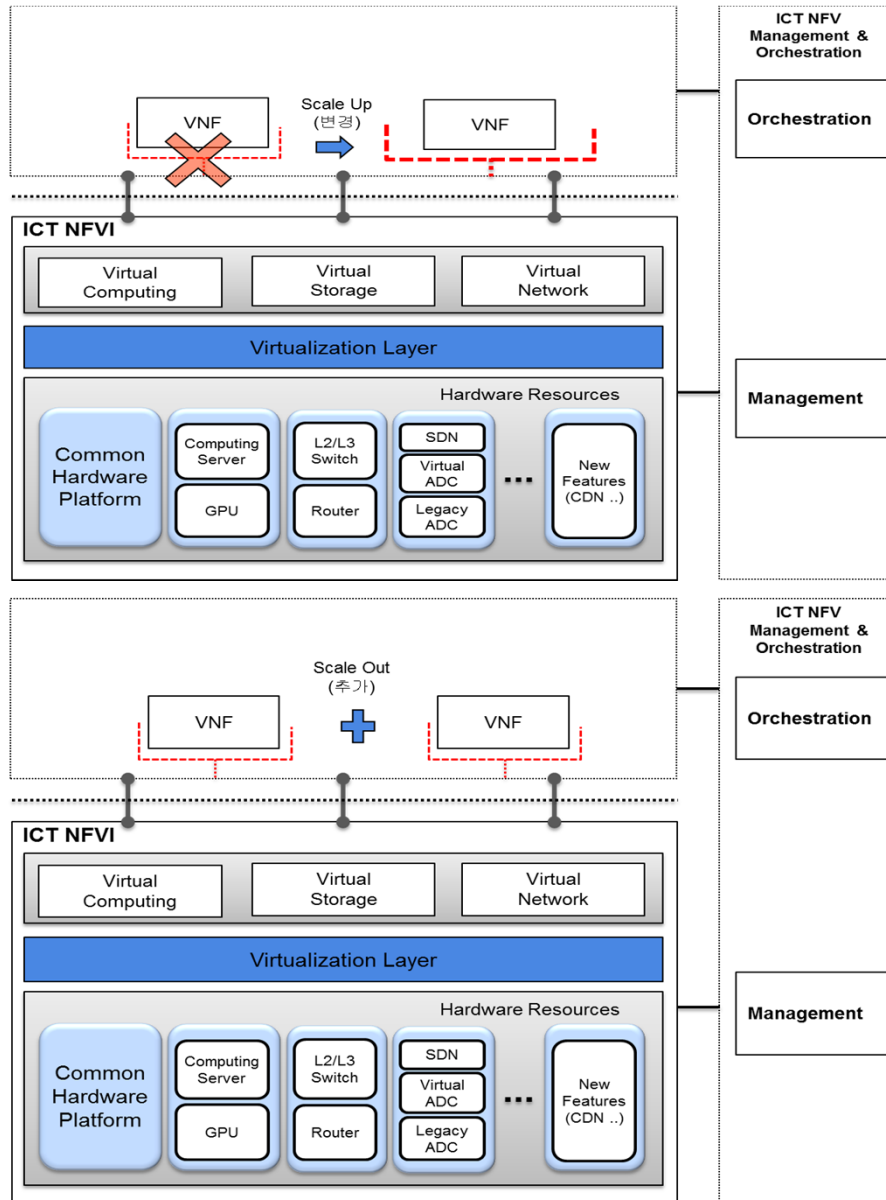 ICT NFV
Management &
Orchestration
Orchestration
VNF
Scale Up
(변경)
VNF
ICT NFVI
Virtual
Computing
Virtual
Storage
Virtual
Network
Virtualization Layer
Management
Hardware Resources
Common
Hardware
Platform
Computing
Server
GPU
L2/L3
Switch
Router
SDN
Virtual
ADC
Legacy
ADC
...
New
Features
(CDN ..)
ICT NFV
Management &
Orchestration
Orchestration
Scale Out
(추가)
VNF
VNF
ICT NFVI
Virtual
Computing
Virtual
Storage
Virtual
Network
Virtualization Layer
Management
Hardware Resources
Common
Hardware
Platform
Computing
Server
GPU
L2/L3
Switch
Router
SDN
Virtual
ADC
Legacy
ADC
...
New
Features
(CDN ..)